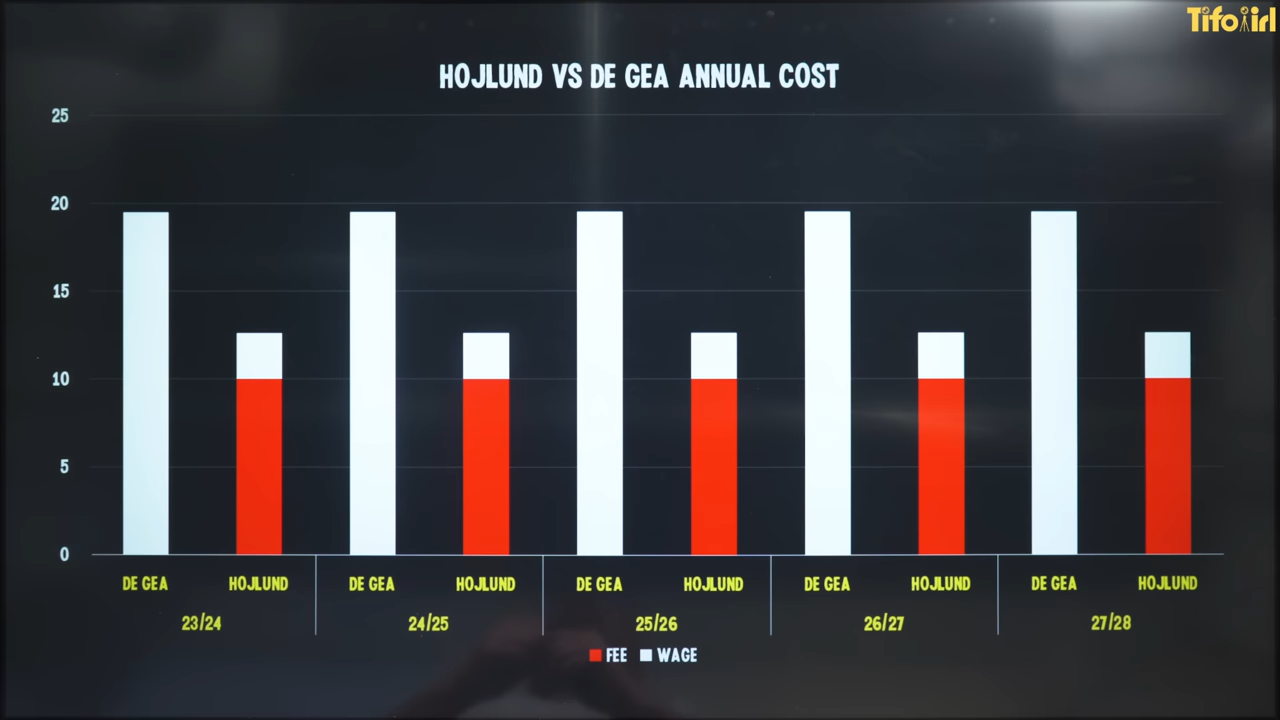 Tifo irl
HOJLUND VS DE GEA ANNUAL COST
25
20
15
10
5
0
DE GEA HOJLUND DE GEA HOJLUND DE GEA HOJLUND DE GEA HOJLUND DE GEA HOJLUND
23/24 24/25 25/26 26/27 27/28
FEE WAGE